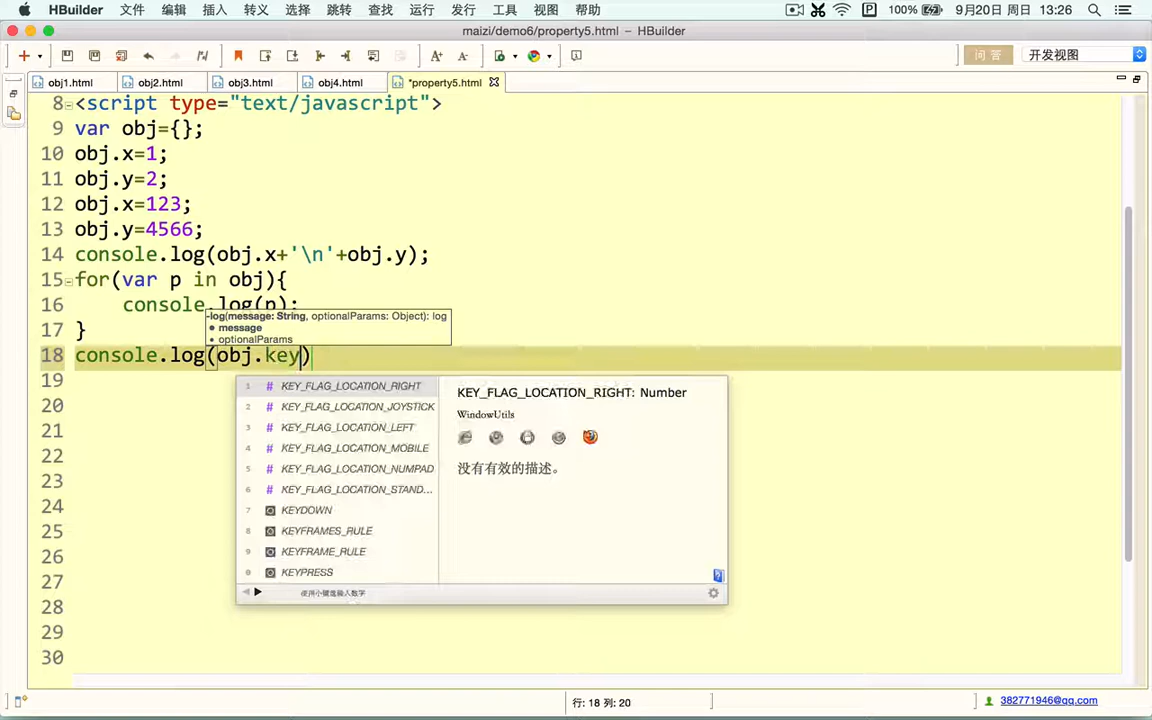 HBuilder 文件 编辑 插入 转义 选择 跳转 查找 运行 发行 工具 视图 帮助 100% 9月20日 周日 13:26
maizi/demo6/property5.html — HBuilder
问答 开发视图
obj1.html obj2.html obj3.html obj4.html *property5.html
8 <script type="text/javascript">
9 var obj={};
10 obj.x=1;
11 obj.y=2;
12 obj.x=123;
13 obj.y=4566;
14 console.log(obj.x+'\n'+obj.y);
15 for(var p in obj){
16 console.log(p);
-log(message: String, optionalParams: Object): log
• message
• optionalParams
17 }
18 console.log(obj.key)
19
20
21
22
23
24
25
26
27
28
29
30
1 # KEY_FLAG_LOCATION_RIGHT
2 # KEY_FLAG_LOCATION_JOYSTICK
3 # KEY_FLAG_LOCATION_LEFT
4 # KEY_FLAG_LOCATION_MOBILE
5 # KEY_FLAG_LOCATION_NUMPAD
6 # KEY_FLAG_LOCATION_STAND...
7 KEYDOWN
8 KEYFRAMES_RULE
9 KEYFRAME_RULE
0 KEYPRESS
使用小键盘输入数字
KEY_FLAG_LOCATION_RIGHT: Number
WindowUtils
没有有效的描述。
行: 18 列: 20
382771946@qq.com